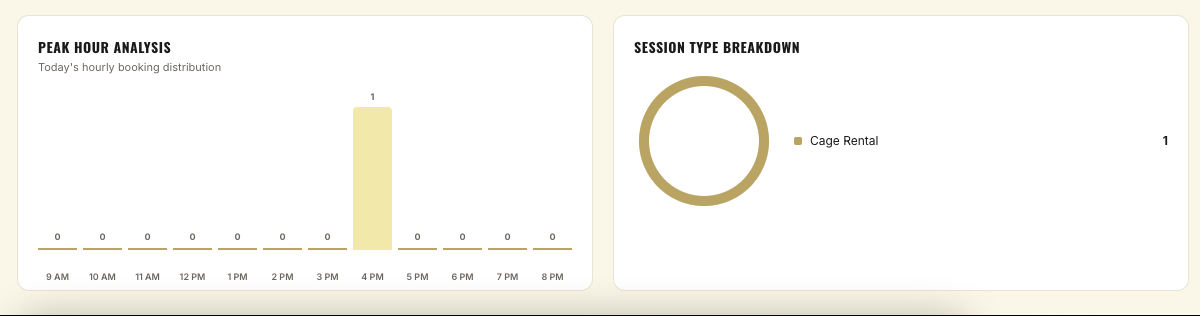 PEAK HOUR ANALYSIS
Today's hourly booking distribution
1
0 0 0 0 0 0 0 0 0 0 0
9 AM 10 AM 11 AM 12 PM 1 PM 2 PM 3 PM 4 PM 5 PM 6 PM 7 PM 8 PM
SESSION TYPE BREAKDOWN
Cage Rental 1